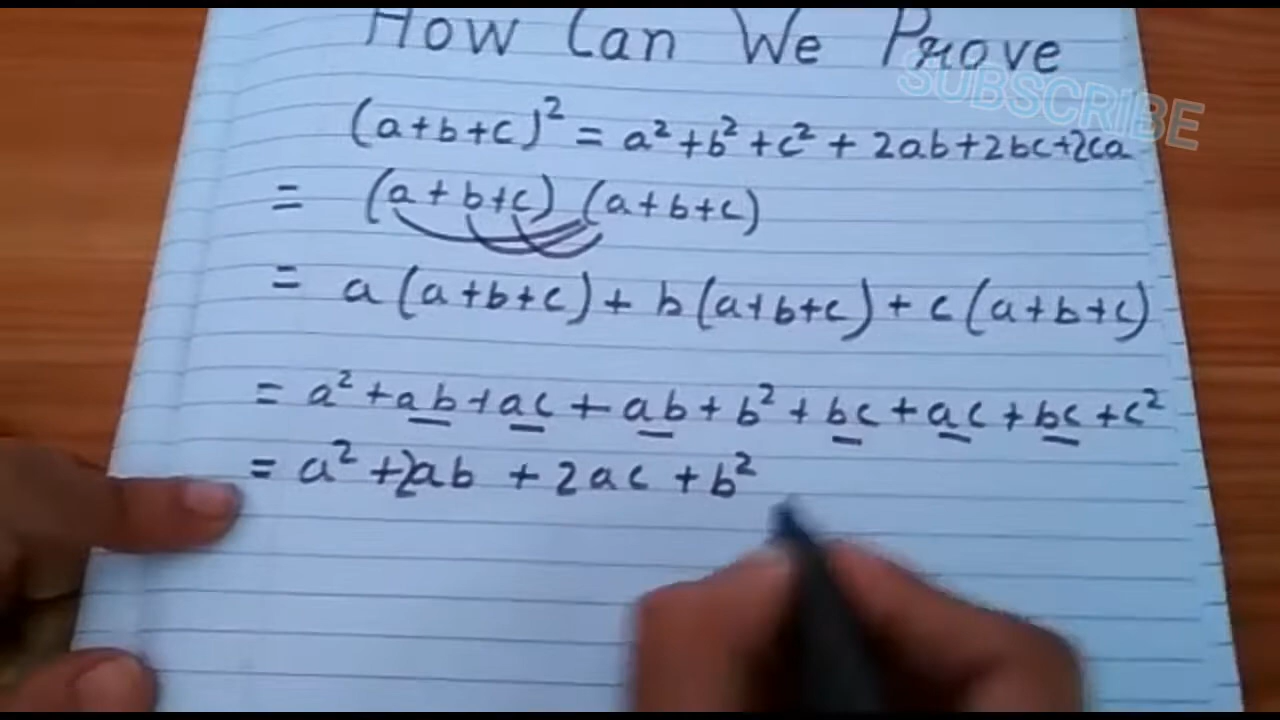 How Can We Prove
SUBSCRIBE
(a+b+c)² = a² + b² + c² + 2ab + 2bc + 2ca
= (a + b + c) (a + b + c)
= a (a + b + c) + b (a + b + c) + c (a + b + c)
= a² + ab + ac + ab + b² + bc + ac + bc + c²
= a² + 2ab + 2ac + b²